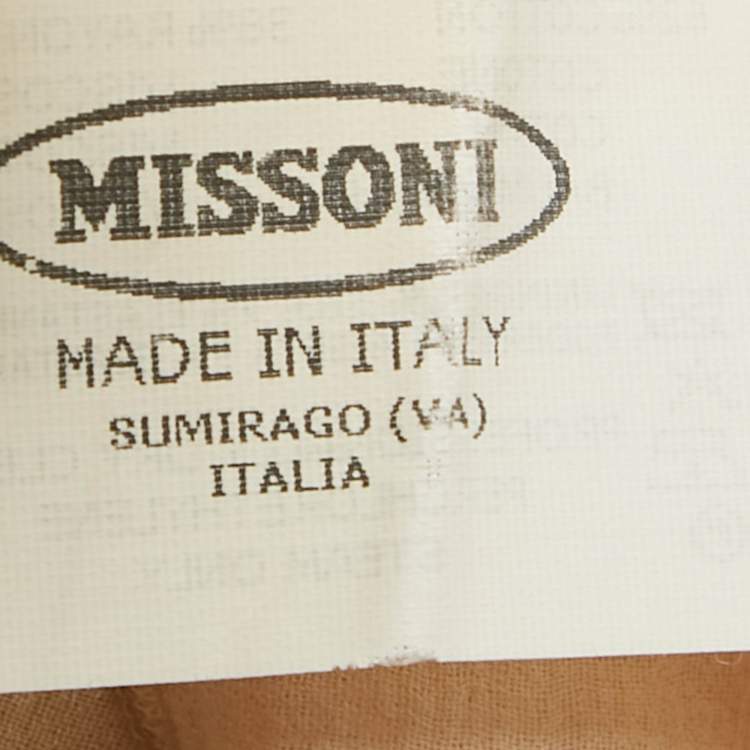 MISSONI
MADE IN ITALY
SUMIRAGO (VA)
ITALIA